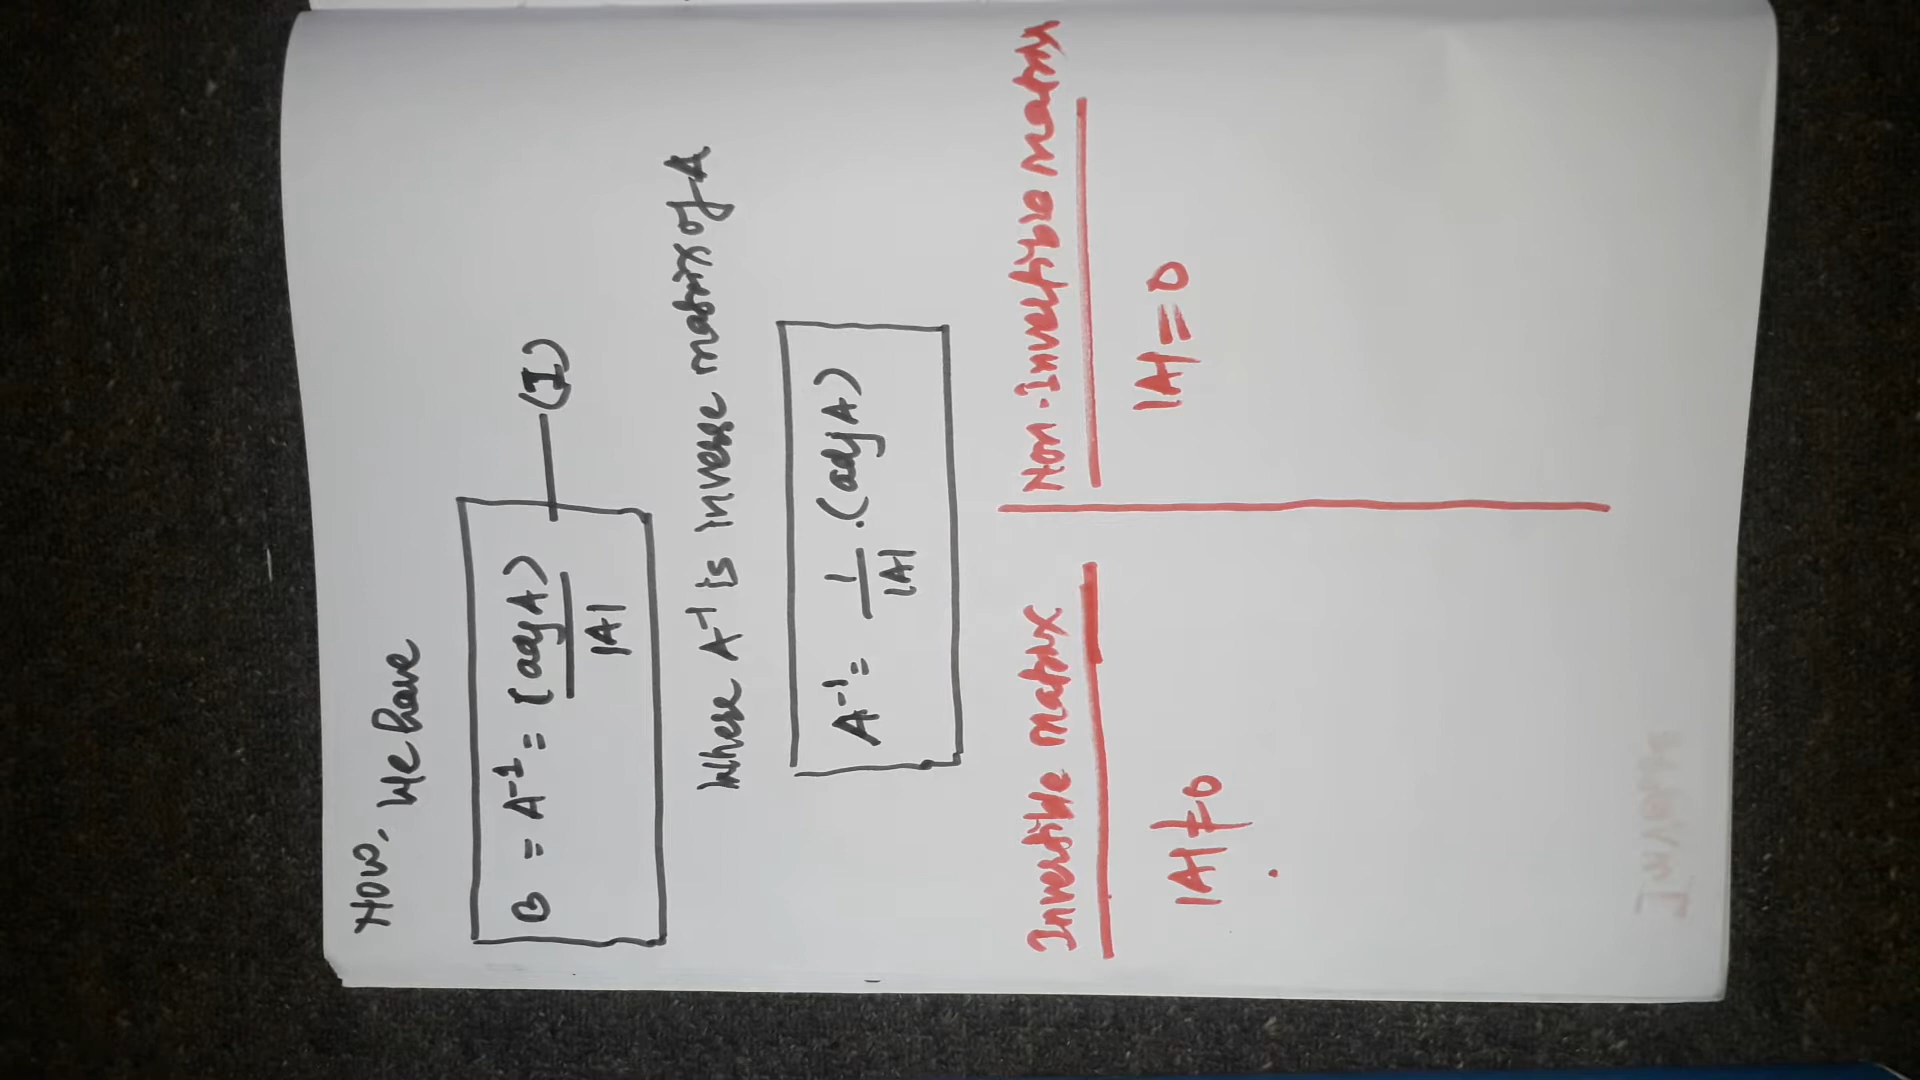 Now, We have
B = A⁻¹ = (adj A) / |A| — (I)
Where A⁻¹ is inverse matrix of A
A⁻¹ = 1/|A| . (adj A)
Invertible matrix
|A| ≠ 0
Non-Invertible matrix
|A| = 0